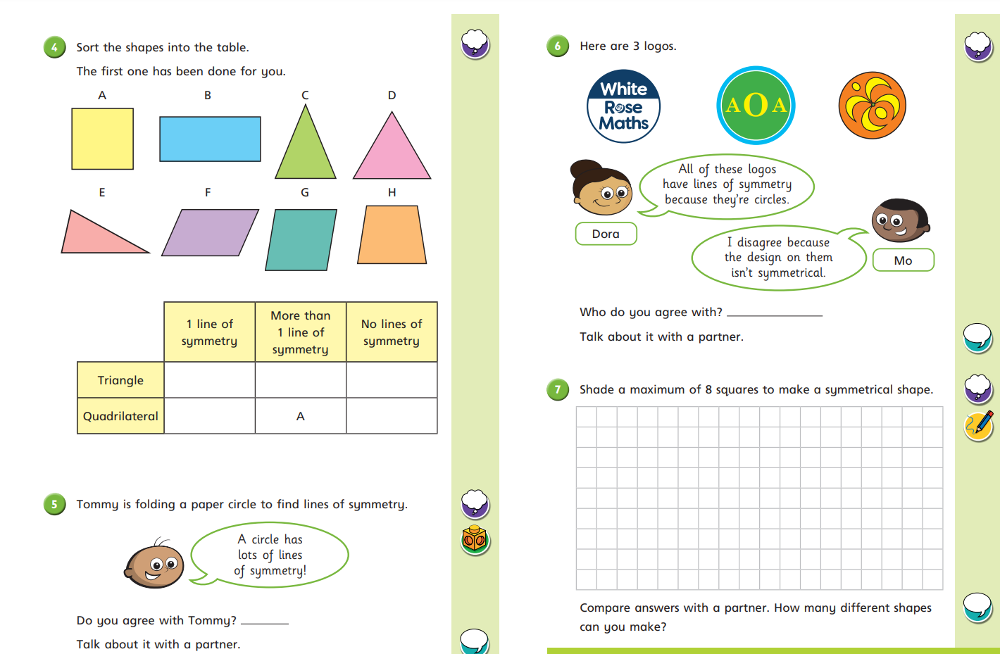 4
Sort the shapes into the table.
The first one has been done for you.
A B C D
E F G H
1 line of
symmetry
More than
1 line of
symmetry
No lines of
symmetry
Triangle
Quadrilateral A
5
Tommy is folding a paper circle to find lines of symmetry.
A circle has
lots of lines
of symmetry!
Do you agree with Tommy? ________
Talk about it with a partner.
6
Here are 3 logos.
White
Rose
Maths
AOA
All of these logos
have lines of symmetry
because they're circles.
Dora
I disagree because
the design on them
isn't symmetrical.
Mo
Who do you agree with? ________
Talk about it with a partner.
7
Shade a maximum of 8 squares to make a symmetrical shape.
Compare answers with a partner. How many different shapes
can you make?